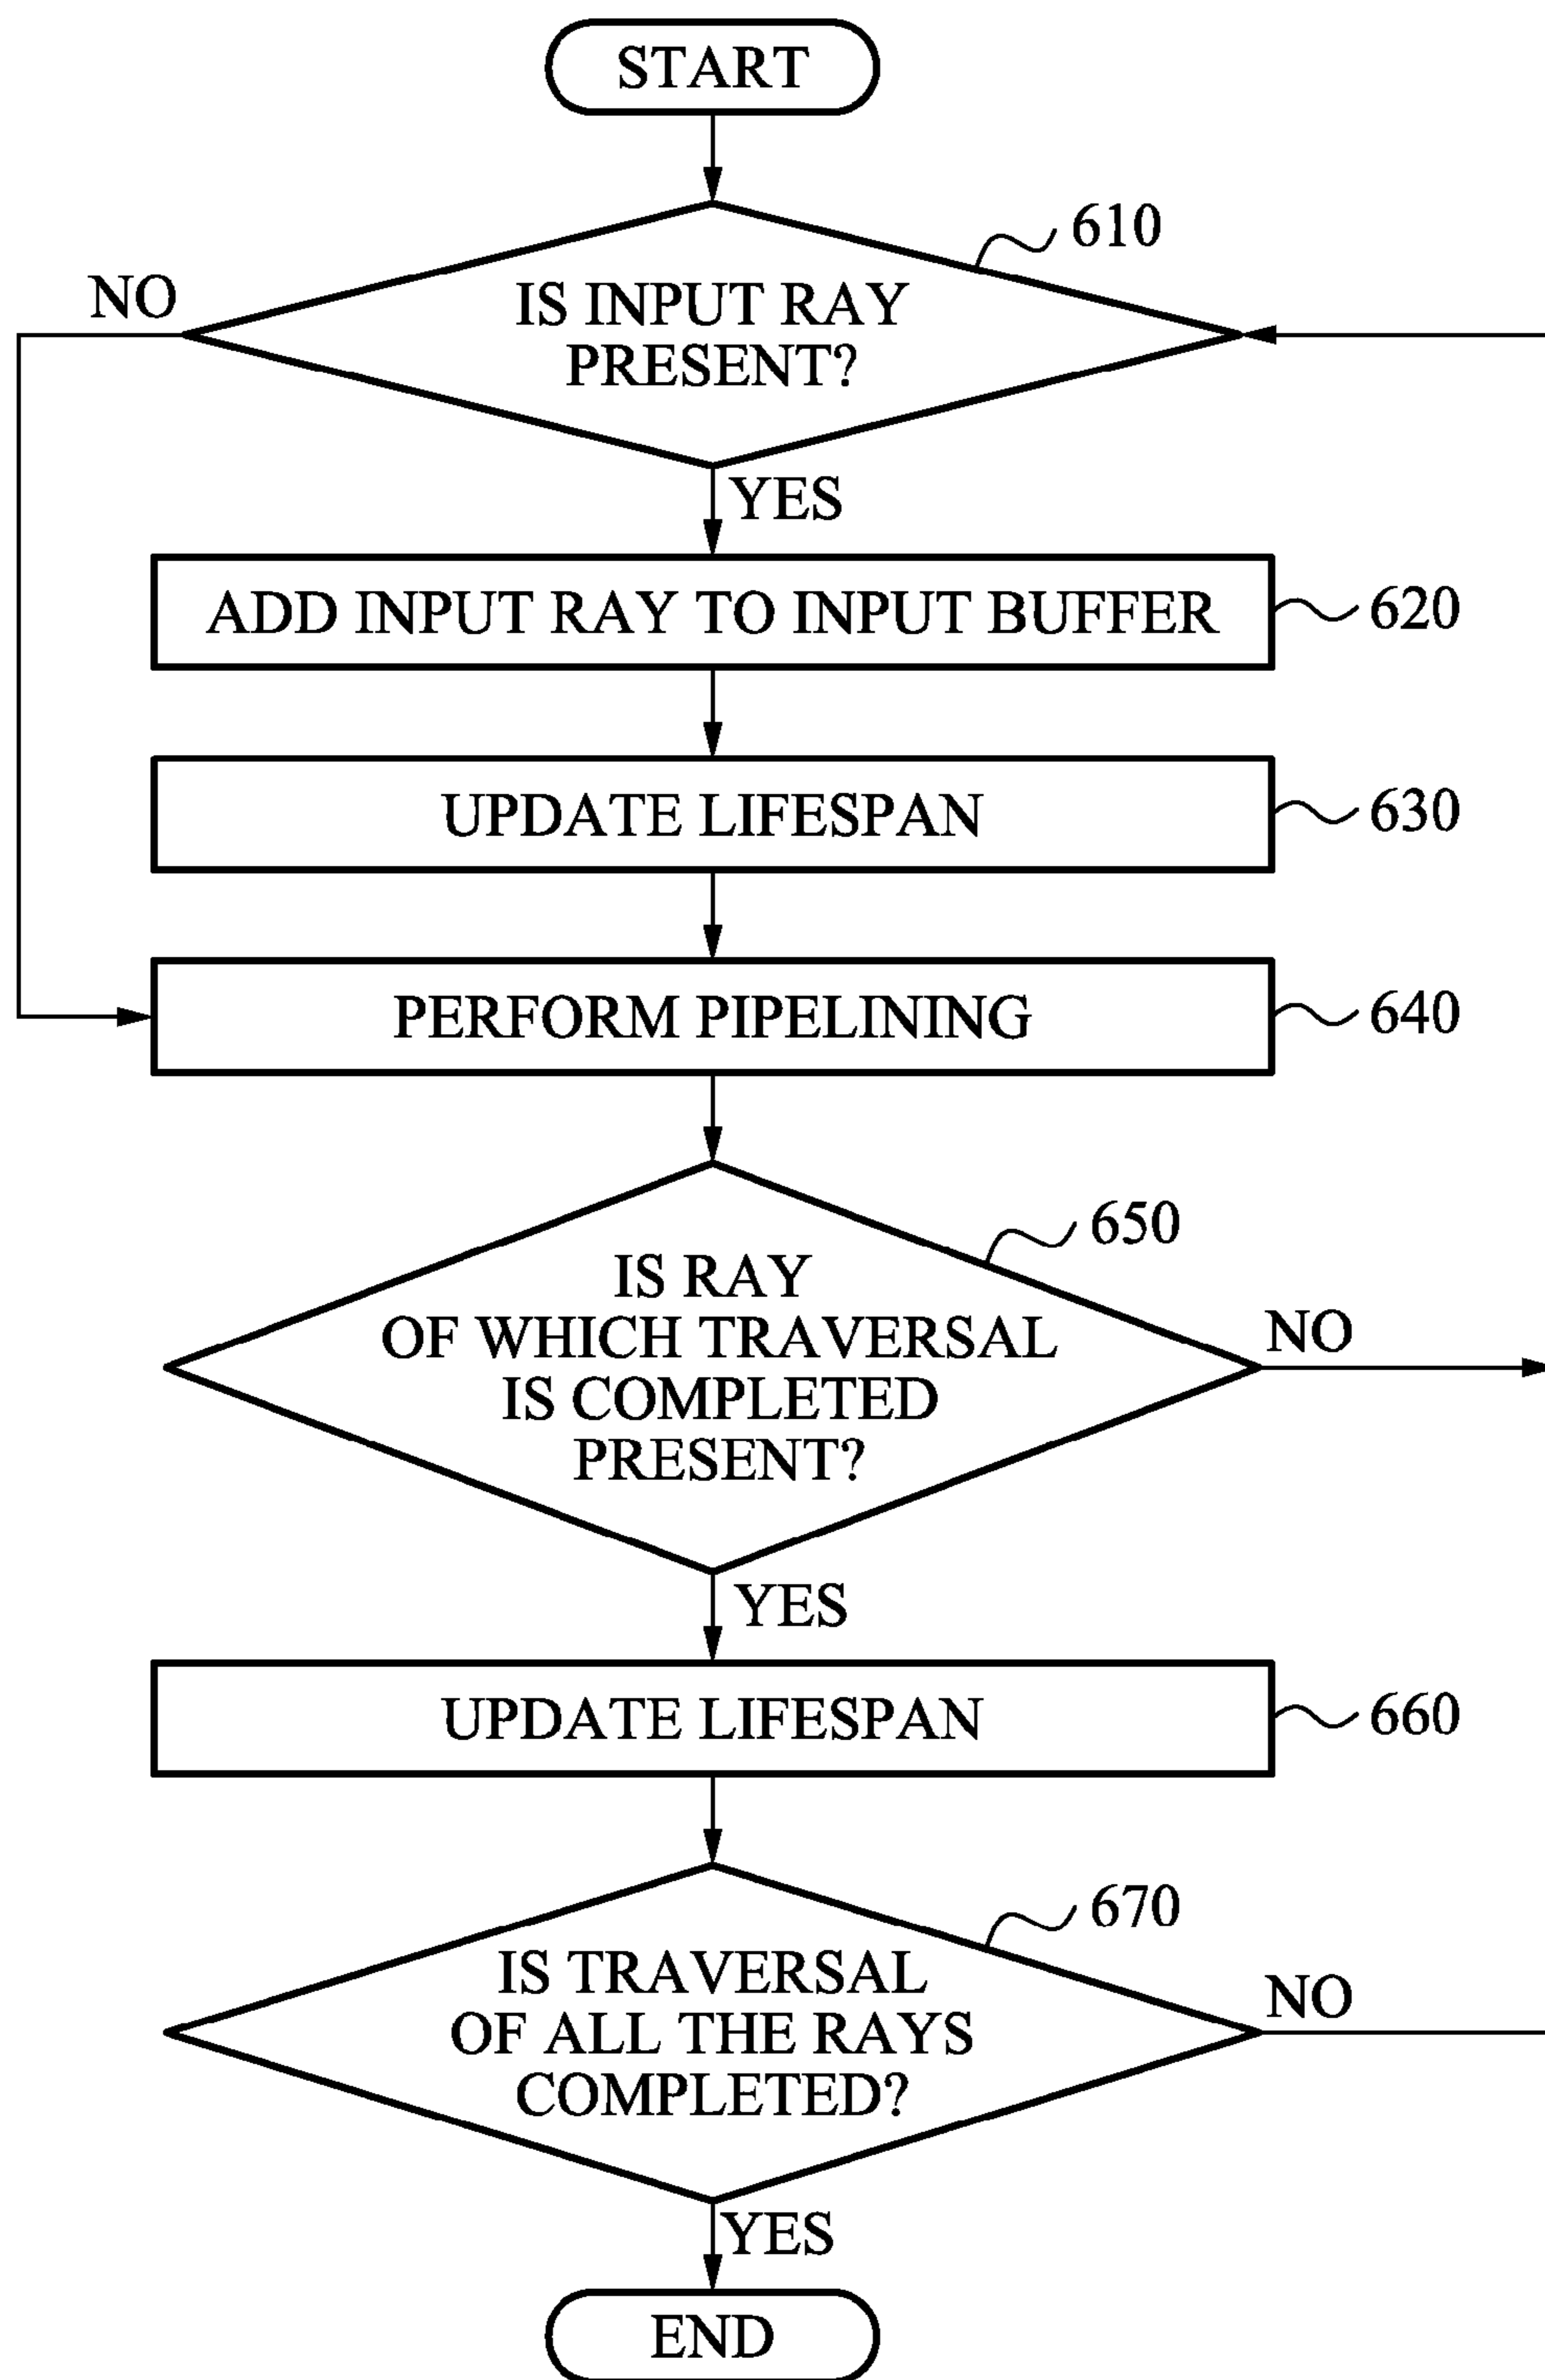 START
610
NO
IS INPUT RAY
PRESENT?
YES
ADD INPUT RAY TO INPUT BUFFER
620
UPDATE LIFESPAN
630
PERFORM PIPELINING
640
650
IS RAY
OF WHICH TRAVERSAL
IS COMPLETED
PRESENT?
NO
YES
UPDATE LIFESPAN
660
670
IS TRAVERSAL
OF ALL THE RAYS
COMPLETED?
NO
YES
END